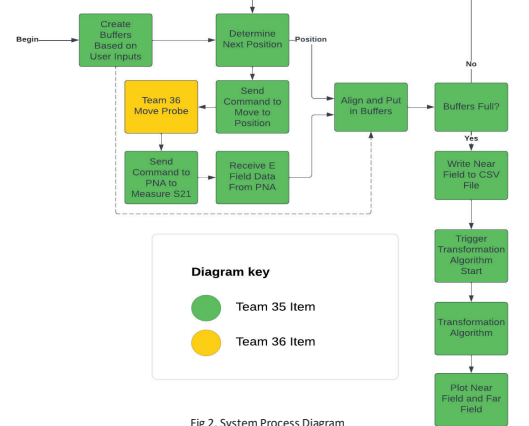 Begin
Create
Buffers
Based on
User Inputs
Determine
Next Position
Position
No
Team 36
Move Probe
Send
Command to
Move to
Position
Align and Put
in Buffers
Buffers Full?
Yes
Send
Command to
PNA to
Measure S21
Receive E
Field Data
From PNA
Write Near
Field to CSV
File
Trigger
Transformation
Algorithm
Start
Transformation
Algorithm
Plot Near
Field and Far
Field
Diagram key
Team 35 Item
Team 36 Item
Fig 2. System Process Diagram